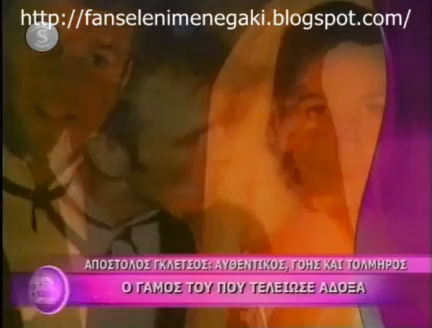 http://fanselenimenegaki.blogspot.com/
S
ΑΠΟΣΤΟΛΟΣ ΓΚΛΕΤΣΟΣ: ΑΥΘΕΝΤΙΚΟΣ, ΓΟΗΣ ΚΑΙ ΤΟΛΜΗΡΟΣ
Ο ΓΑΜΟΣ ΤΟΥ ΠΟΥ ΤΕΛΕΙΩΣΕ ΑΔΟΞΑ